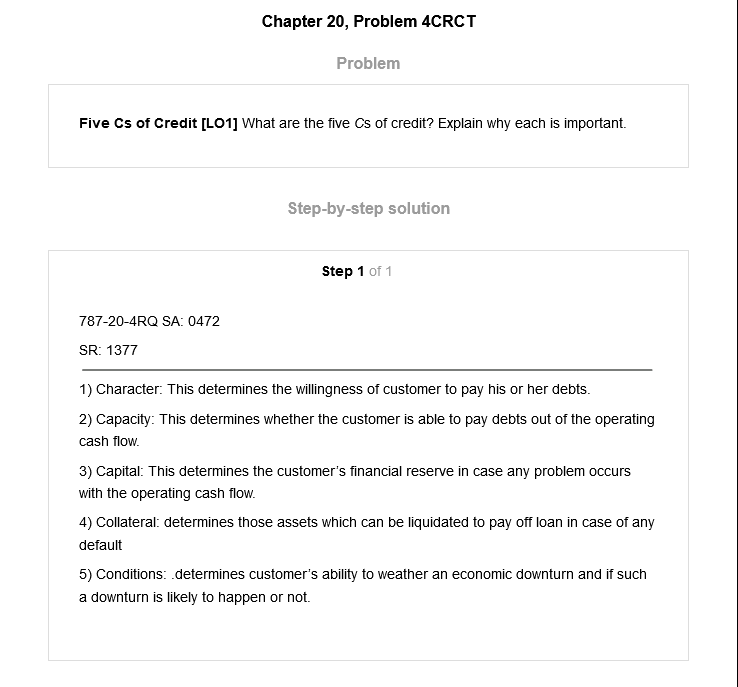 Chapter 20, Problem 4CRCT
Problem
Five Cs of Credit [LO1] What are the five Cs of credit? Explain why each is important.
Step-by-step solution
Step 1 of 1
787-20-4RQ SA: 0472
SR: 1377
1) Character: This determines the willingness of customer to pay his or her debts.
2) Capacity: This determines whether the customer is able to pay debts out of the operating
cash flow.
3) Capital: This determines the customer's financial reserve in case any problem occurs
with the operating cash flow.
4) Collateral: determines those assets which can be liquidated to pay off loan in case of any
default
5) Conditions: .determines customer's ability to weather an economic downturn and if such
a downturn is likely to happen or not.